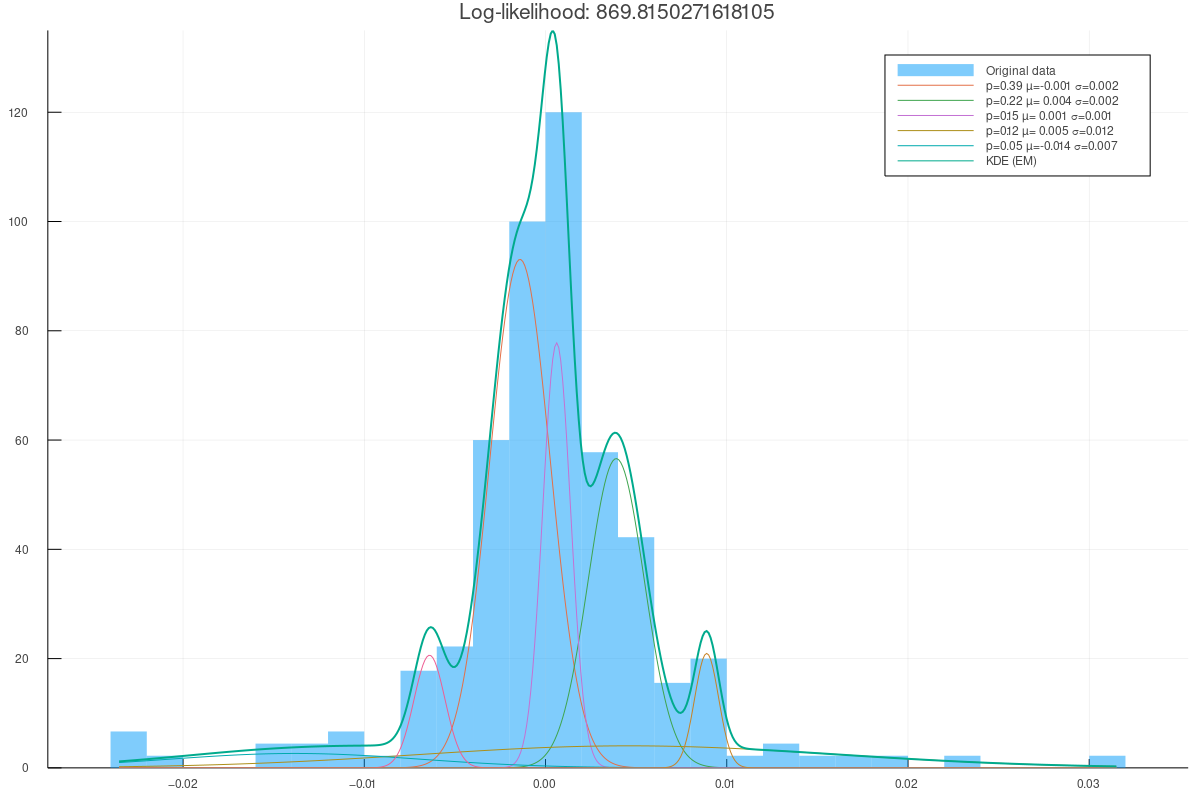 Log-likelihood: 869.8150271618105
Original data
p=0.39 μ=-0.001 σ=0.002
p=0.22 μ= 0.004 σ=0.002
p=0.15 μ= 0.001 σ=0.001
p=0.12 μ= 0.005 σ=0.012
p=0.05 μ=-0.014 σ=0.007
KDE (EM)
120
100
80
60
40
20
0
−0.02 −0.01 0.00 0.01 0.02 0.03